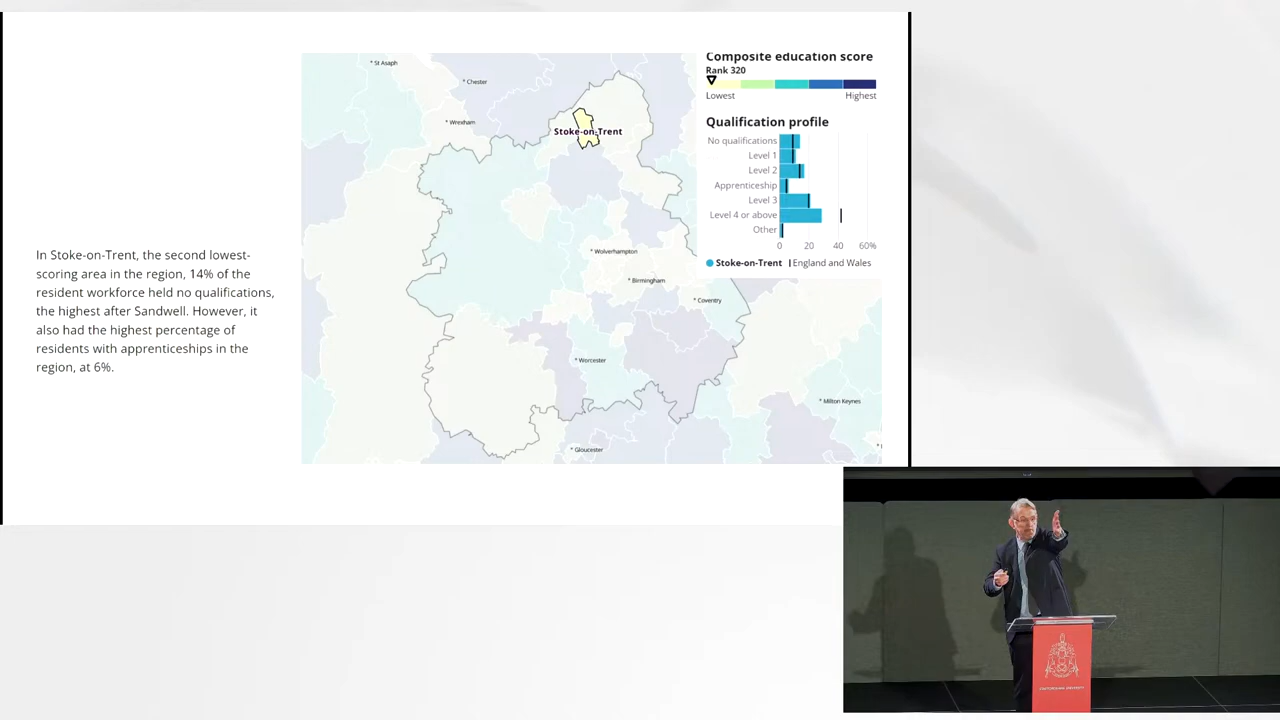 In Stoke-on-Trent, the second lowest-
scoring area in the region, 14% of the
resident workforce held no qualifications,
the highest after Sandwell. However, it
also had the highest percentage of
residents with apprenticeships in the
region, at 6%.
St Asaph
Chester
Wrexham
Stoke-on-Trent
Wolverhampton
Birmingham
Coventry
Worcester
Milton Keynes
Gloucester
Composite education score
Rank 320
Lowest Highest
Qualification profile
No qualifications
Level 1
Level 2
Apprenticeship
Level 3
Level 4 or above
Other
0 20 40 60%
Stoke-on-Trent England and Wales
STAFFORDSHIRE UNIVERSITY